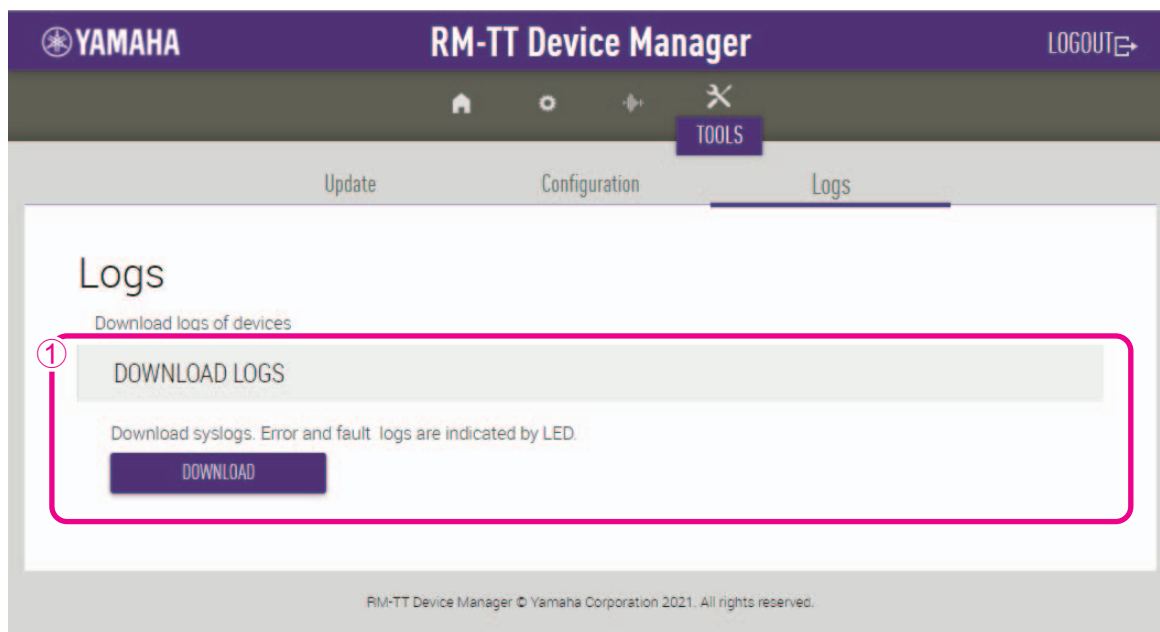 YAMAHA RM-TT Device Manager LOGOUT
TOOLS
Update Configuration Logs
Logs
Download logs of devices
①
DOWNLOAD LOGS
Download syslogs. Error and fault logs are indicated by LED.
DOWNLOAD
RM-TT Device Manager © Yamaha Corporation 2021. All rights reserved.